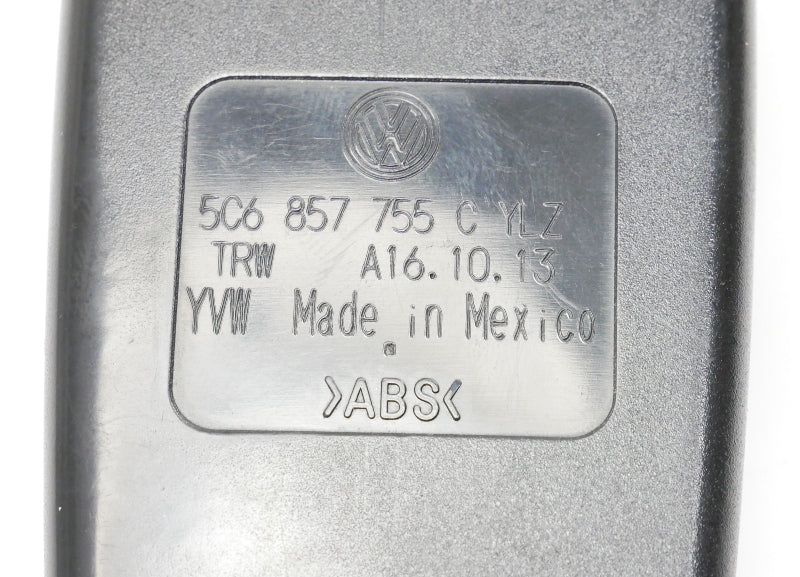 5C6 857 755 C YLZ
TRW A16.10.13
YVW Made in Mexico
>ABS<